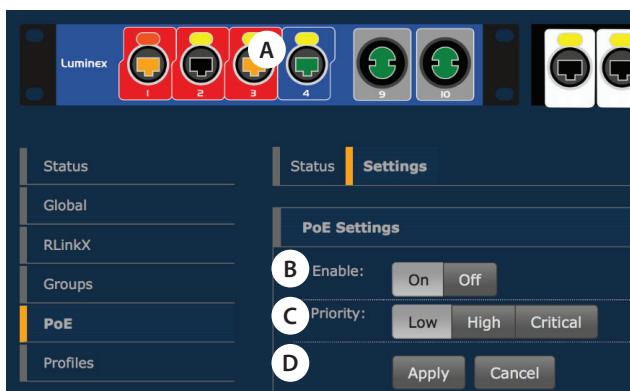 Luminex
A
1 2 3 4 9 10
Status
Global
RLinkX
Groups
PoE
Profiles
Status Settings
PoE Settings
B Enable: On Off
C Priority: Low High Critical
D Apply Cancel